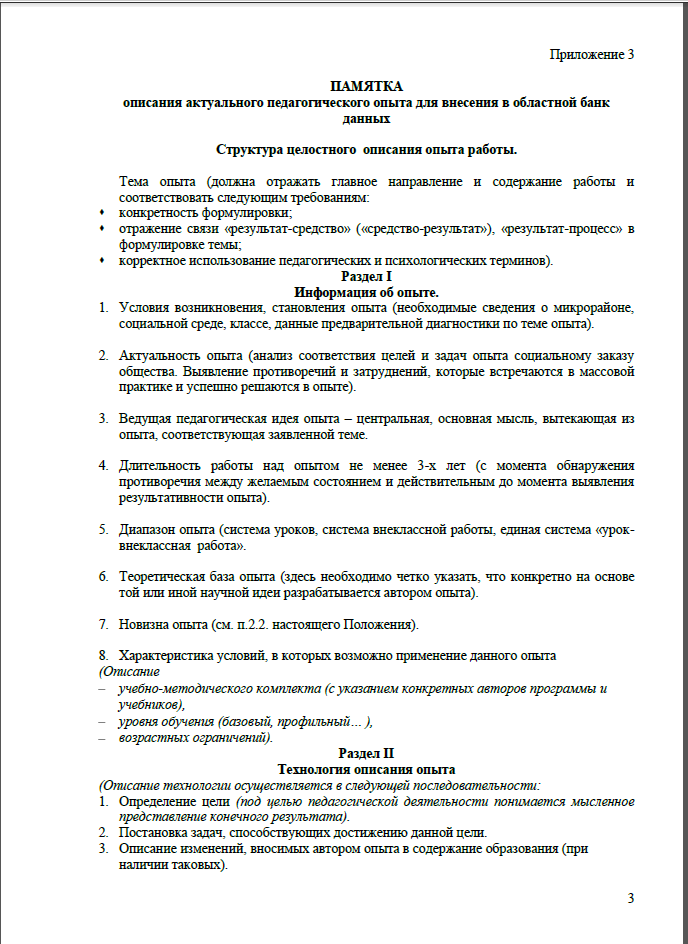 Приложение 3
ПАМЯТКА
описания актуального педагогического опыта для внесения в областной банк
данных
Структура целостного описания опыта работы.
Тема опыта (должна отражать главное направление и содержание работы и
соответствовать следующим требованиям:
♦ конкретность формулировки;
♦ отражение связи «результат-средство» («средство-результат»), «результат-процесс» в
формулировке темы;
♦ корректное использование педагогических и психологических терминов).
Раздел I
Информация об опыте.
1. Условия возникновения, становления опыта (необходимые сведения о микрорайоне,
социальной среде, классе, данные предварительной диагностики по теме опыта).
2. Актуальность опыта (анализ соответствия целей и задач опыта социальному заказу
общества. Выявление противоречий и затруднений, которые встречаются в массовой
практике и успешно решаются в опыте).
3. Ведущая педагогическая идея опыта – центральная, основная мысль, вытекающая из
опыта, соответствующая заявленной теме.
4. Длительность работы над опытом не менее 3-х лет (с момента обнаружения
противоречия между желаемым состоянием и действительным до момента выявления
результативности опыта).
5. Диапазон опыта (система уроков, система внеклассной работы, единая система «урок-
внеклассная работа».
6. Теоретическая база опыта (здесь необходимо четко указать, что конкретно на основе
той или иной научной идеи разрабатывается автором опыта).
7. Новизна опыта (см. п.2.2. настоящего Положения).
8. Характеристика условий, в которых возможно применение данного опыта
(Описание
– учебно-методического комплекта (с указанием конкретных авторов программы и
учебников),
– уровня обучения (базовый, профильный… ),
– возрастных ограничений).
Раздел II
Технология описания опыта
(Описание технологии осуществляется в следующей последовательности:
1. Определение цели (под целью педагогической деятельности понимается мысленное
представление конечного результата).
2. Постановка задач, способствующих достижению данной цели.
3. Описание изменений, вносимых автором опыта в содержание образования (при
наличии таковых).
3